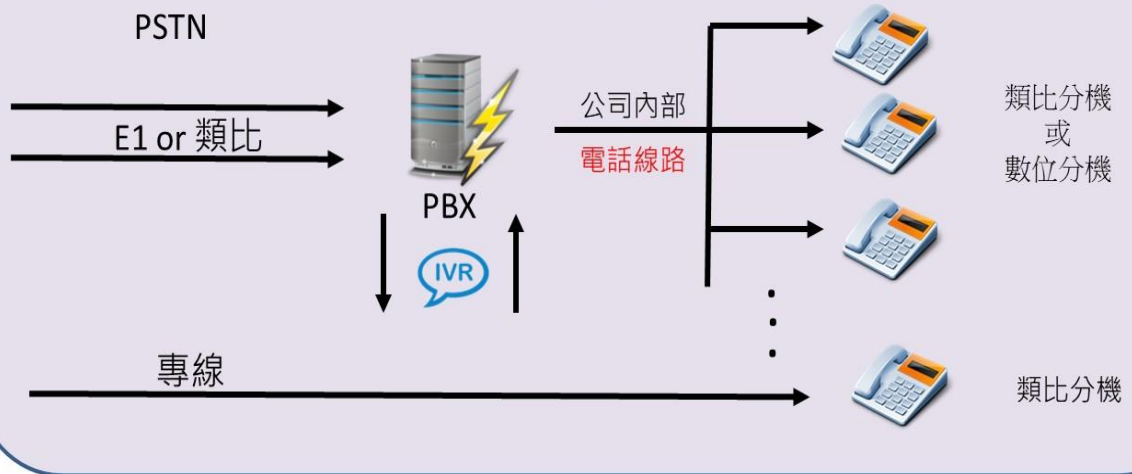 PSTN
E1 or 類比
PBX
IVR
公司內部
電話線路
類比分機
或
數位分機
專線
類比分機